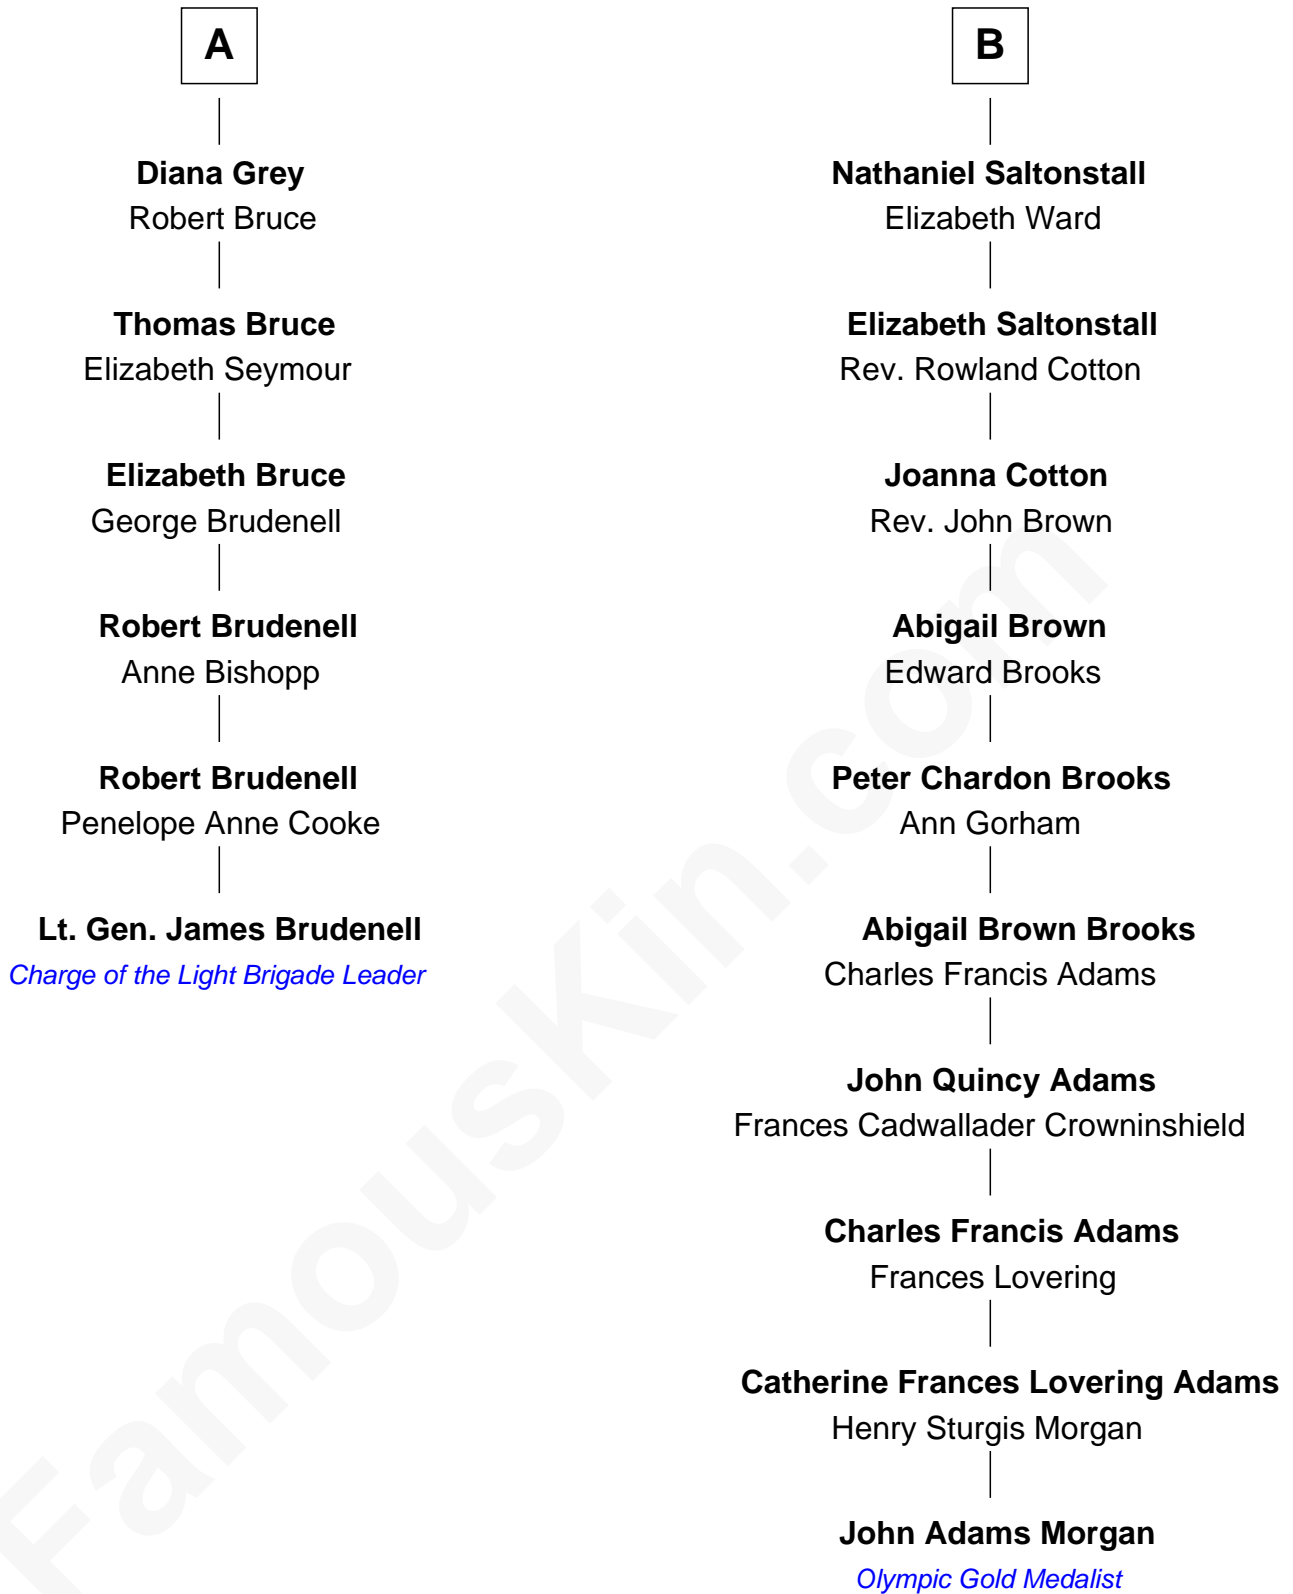 A
Diana Grey
Robert Bruce
Thomas Bruce
Elizabeth Seymour
Elizabeth Bruce
George Brudenell
Robert Brudenell
Anne Bishopp
Robert Brudenell
Penelope Anne Cooke
Lt. Gen. James Brudenell
Charge of the Light Brigade Leader
B
Nathaniel Saltonstall
Elizabeth Ward
Elizabeth Saltonstall
Rev. Rowland Cotton
Joanna Cotton
Rev. John Brown
Abigail Brown
Edward Brooks
Peter Chardon Brooks
Ann Gorham
Abigail Brown Brooks
Charles Francis Adams
John Quincy Adams
Frances Cadwallader Crowninshield
Charles Francis Adams
Frances Lovering
Catherine Frances Lovering Adams
Henry Sturgis Morgan
John Adams Morgan
Olympic Gold Medalist
FamousKin.com